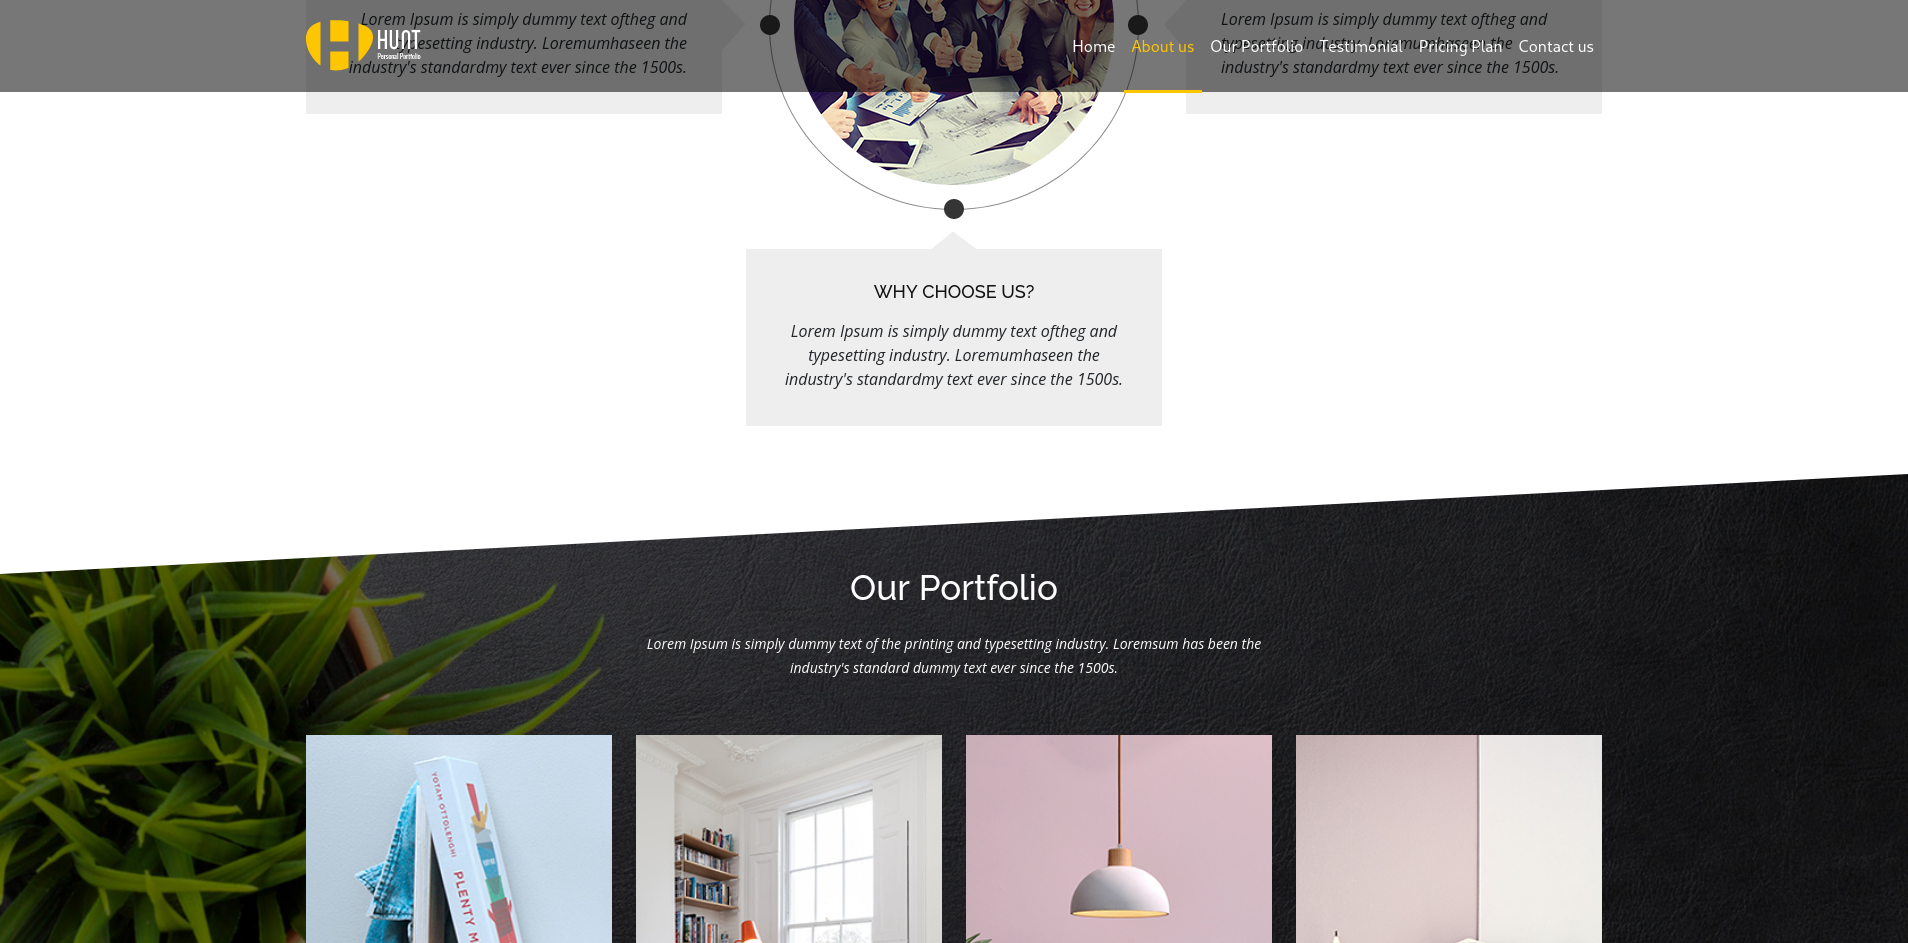 HUNT
Personal Portfolio
Home
About us
Our Portfolio
Testimonial
Pricing Plan
Contact us
Lorem Ipsum is simply dummy text oftheg and
typesetting industry. Loremumhaseen the
industry's standardmy text ever since the 1500s.
Lorem Ipsum is simply dummy text oftheg and
typesetting industry. Loremumhaseen the
industry's standardmy text ever since the 1500s.
WHY CHOOSE US?
Lorem Ipsum is simply dummy text oftheg and
typesetting industry. Loremumhaseen the
industry's standardmy text ever since the 1500s.
Our Portfolio
Lorem Ipsum is simply dummy text of the printing and typesetting industry. Loremsum has been the
industry's standard dummy text ever since the 1500s.
YOTAM OTTOLENGHI
PLENTY